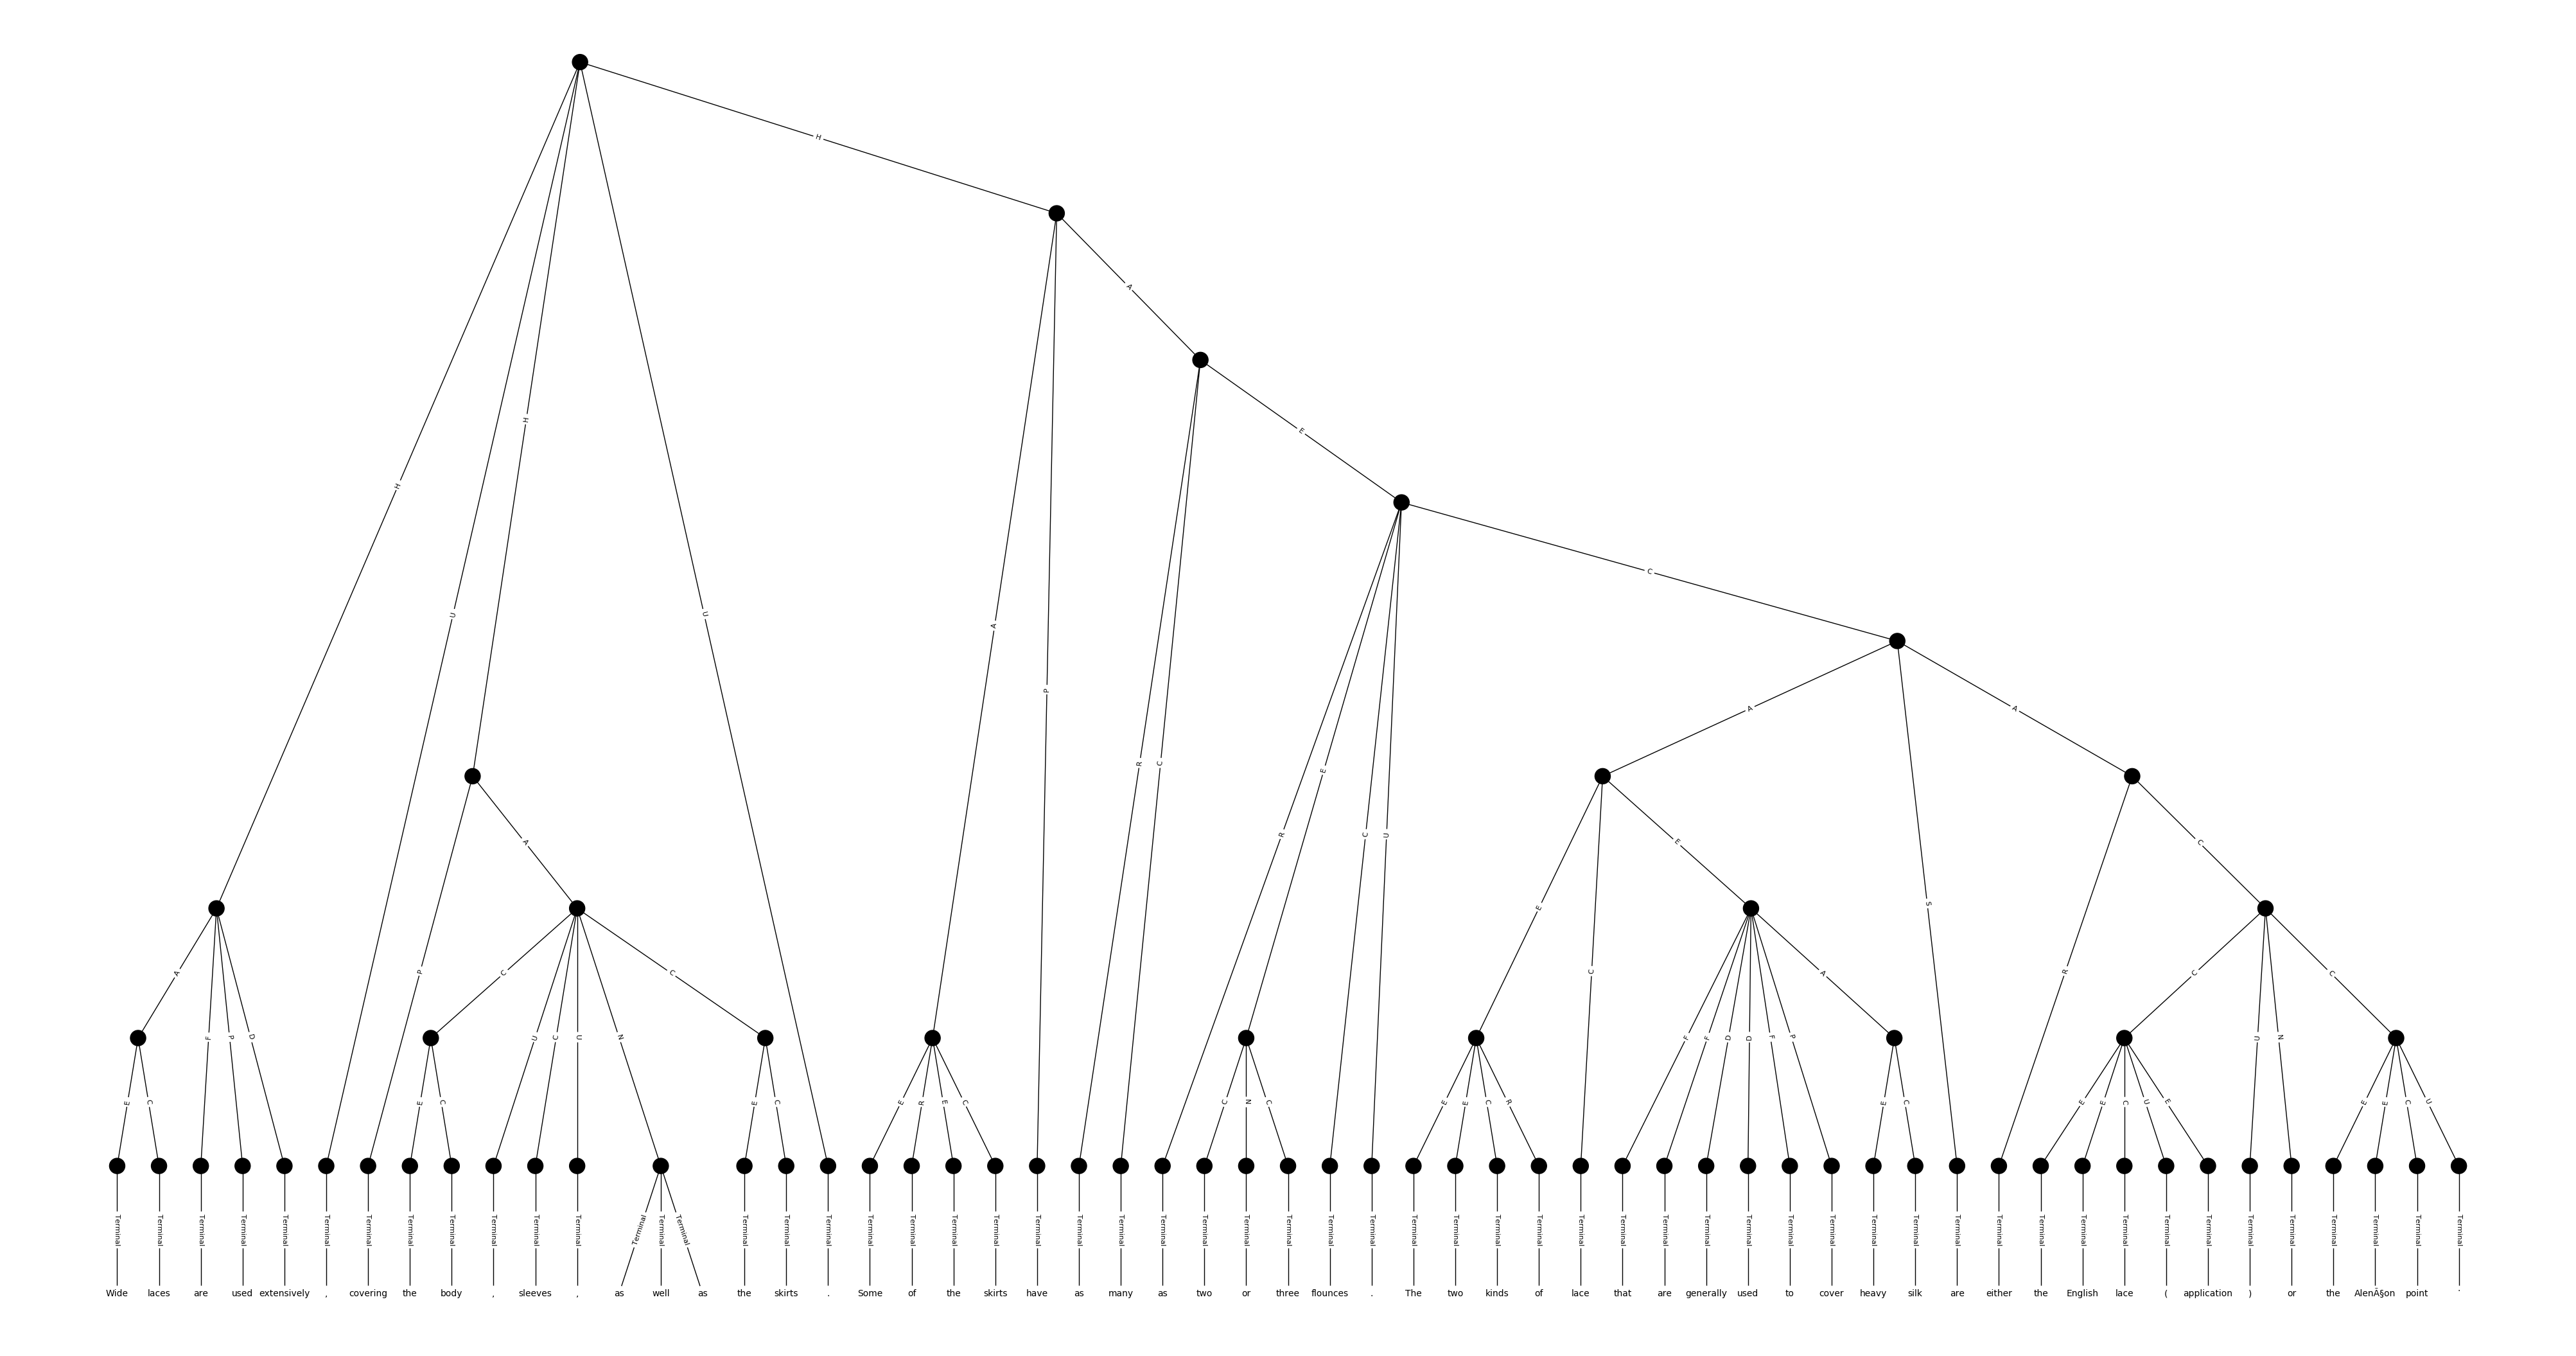 H
A
H
E
H
C
U U A
P
A A
R C E
R C U
A E C
E S
A P C C C A R C C
F P D U C U N F F D D F P U N
E C E C E C E R E C C N C E E C R E C E E C U E E E C U
Terminal Terminal Terminal Terminal Terminal Terminal Terminal Terminal Terminal Terminal Terminal Terminal Terminal Terminal Terminal Terminal Terminal Terminal Terminal Terminal Terminal Terminal Terminal Terminal Terminal Terminal Terminal Terminal Terminal Terminal Terminal Terminal Terminal Terminal Terminal Terminal Terminal Terminal Terminal Terminal Terminal Terminal Terminal Terminal Terminal Terminal Terminal Terminal Terminal Terminal Terminal Terminal Terminal Terminal Terminal Terminal Terminal
Wide laces are used extensively , covering the body , sleeves , as well as the skirts . Some of the skirts have as many as two or three flounces . The two kinds of lace that are generally used to cover heavy silk are either the English lace ( application ) or the AlenÃ§on point .